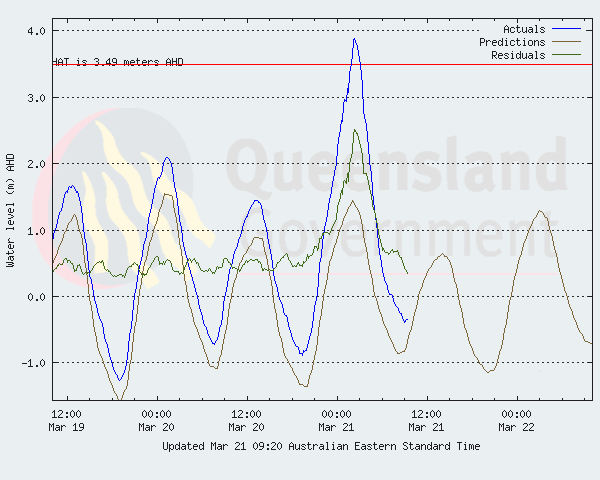 4.0
Actuals
Predictions
HAT is 3.49 meters AHD
Residuals
3.0
Queensland
Government
2.0
Water level (m) AHD
1.0
0.0
-1.0
12:00 00:00 12:00 00:00 12:00 00:00
Mar 19 Mar 20 Mar 20 Mar 21 Mar 21 Mar 22
Updated Mar 21 09:20 Australian Eastern Standard Time